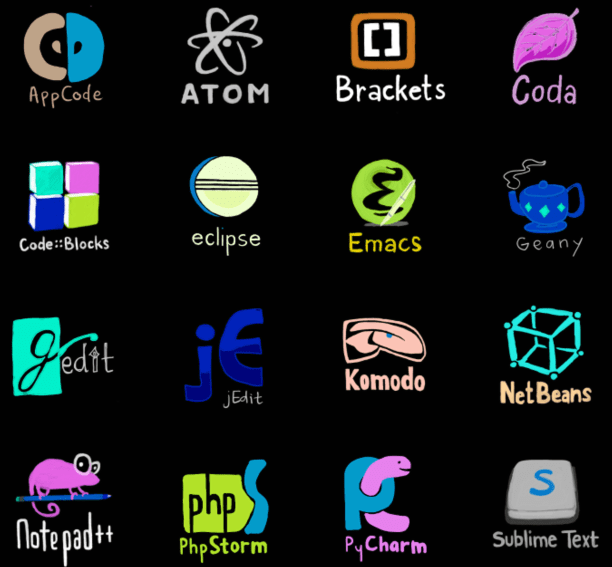 AppCode
ATOM
Brackets
Coda
Code::Blocks
eclipse
Emacs
Geany
gedit
jE
jEdit
Komodo
NetBeans
Notepad++
php S
PhpStorm
PC
PyCharm
S
Sublime Text